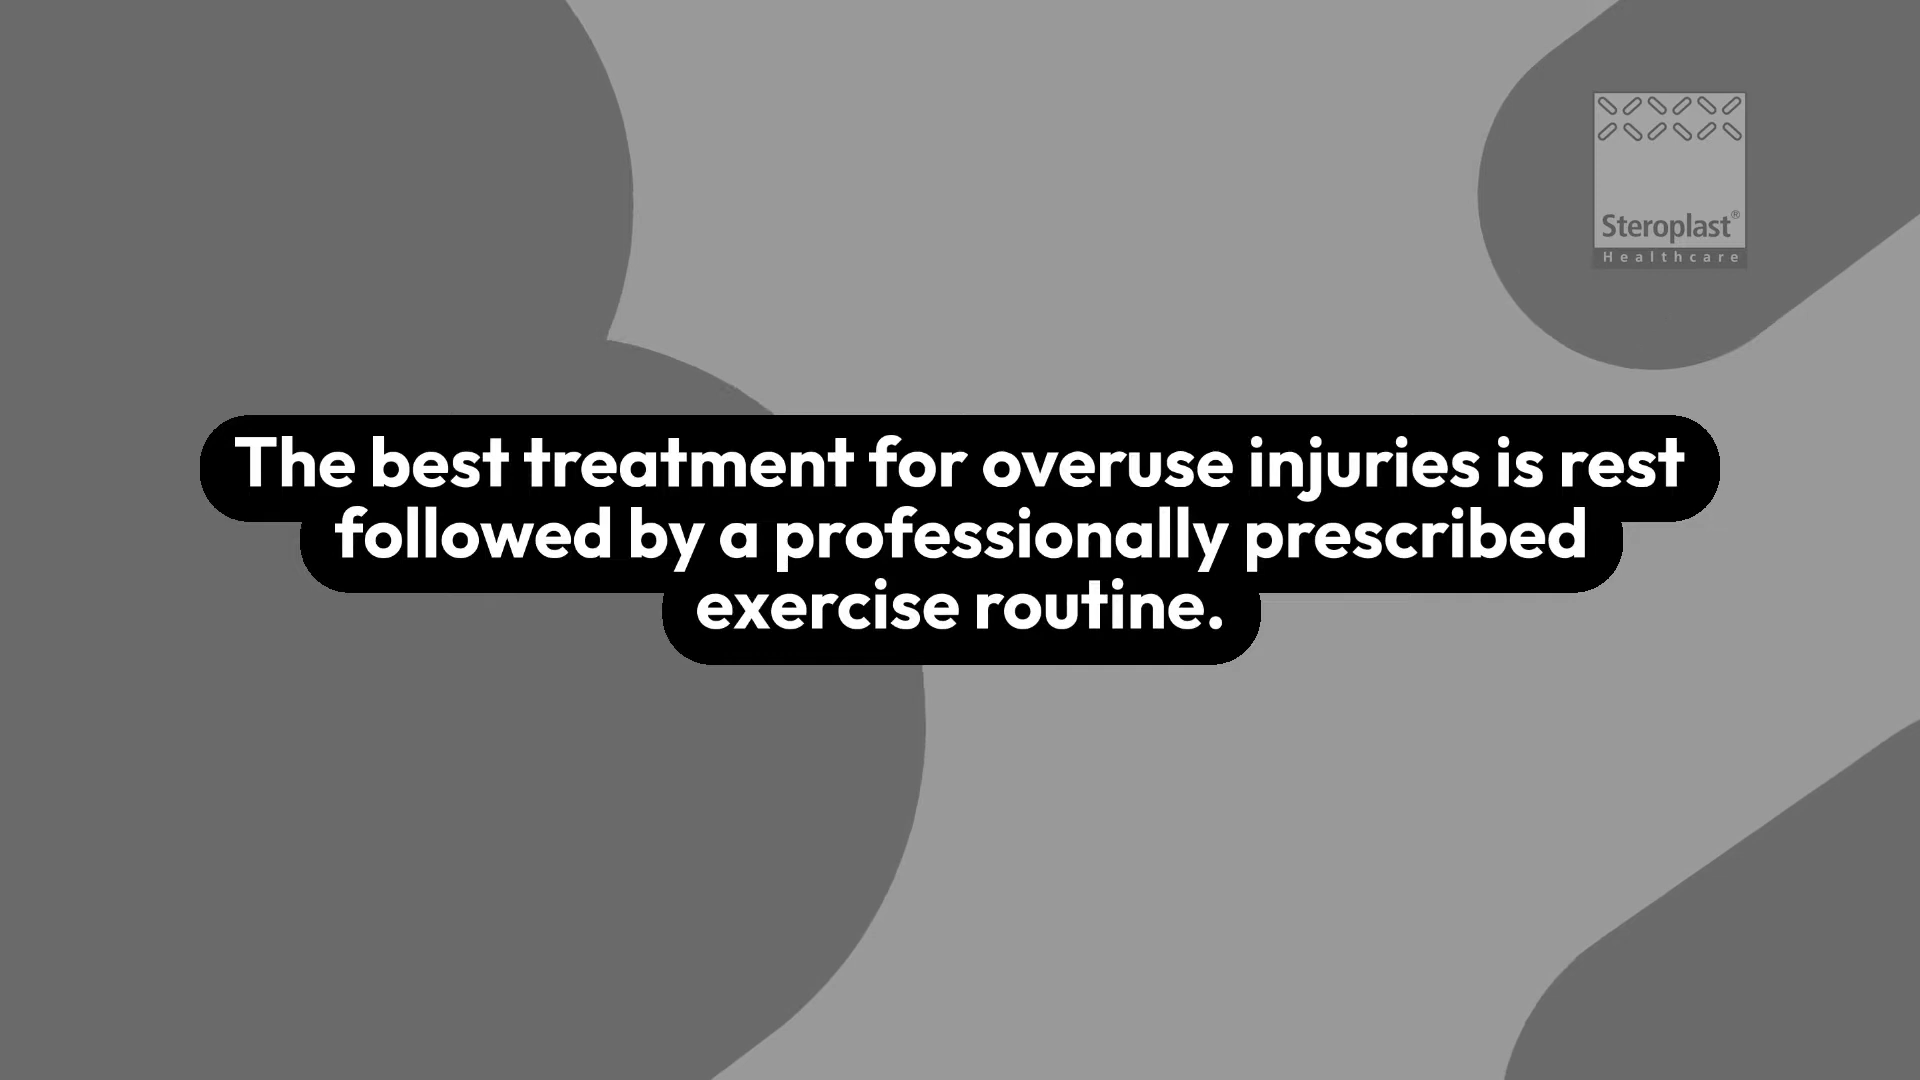 Steroplast®
Healthcare
The best treatment for overuse injuries is rest
followed by a professionally prescribed
exercise routine.